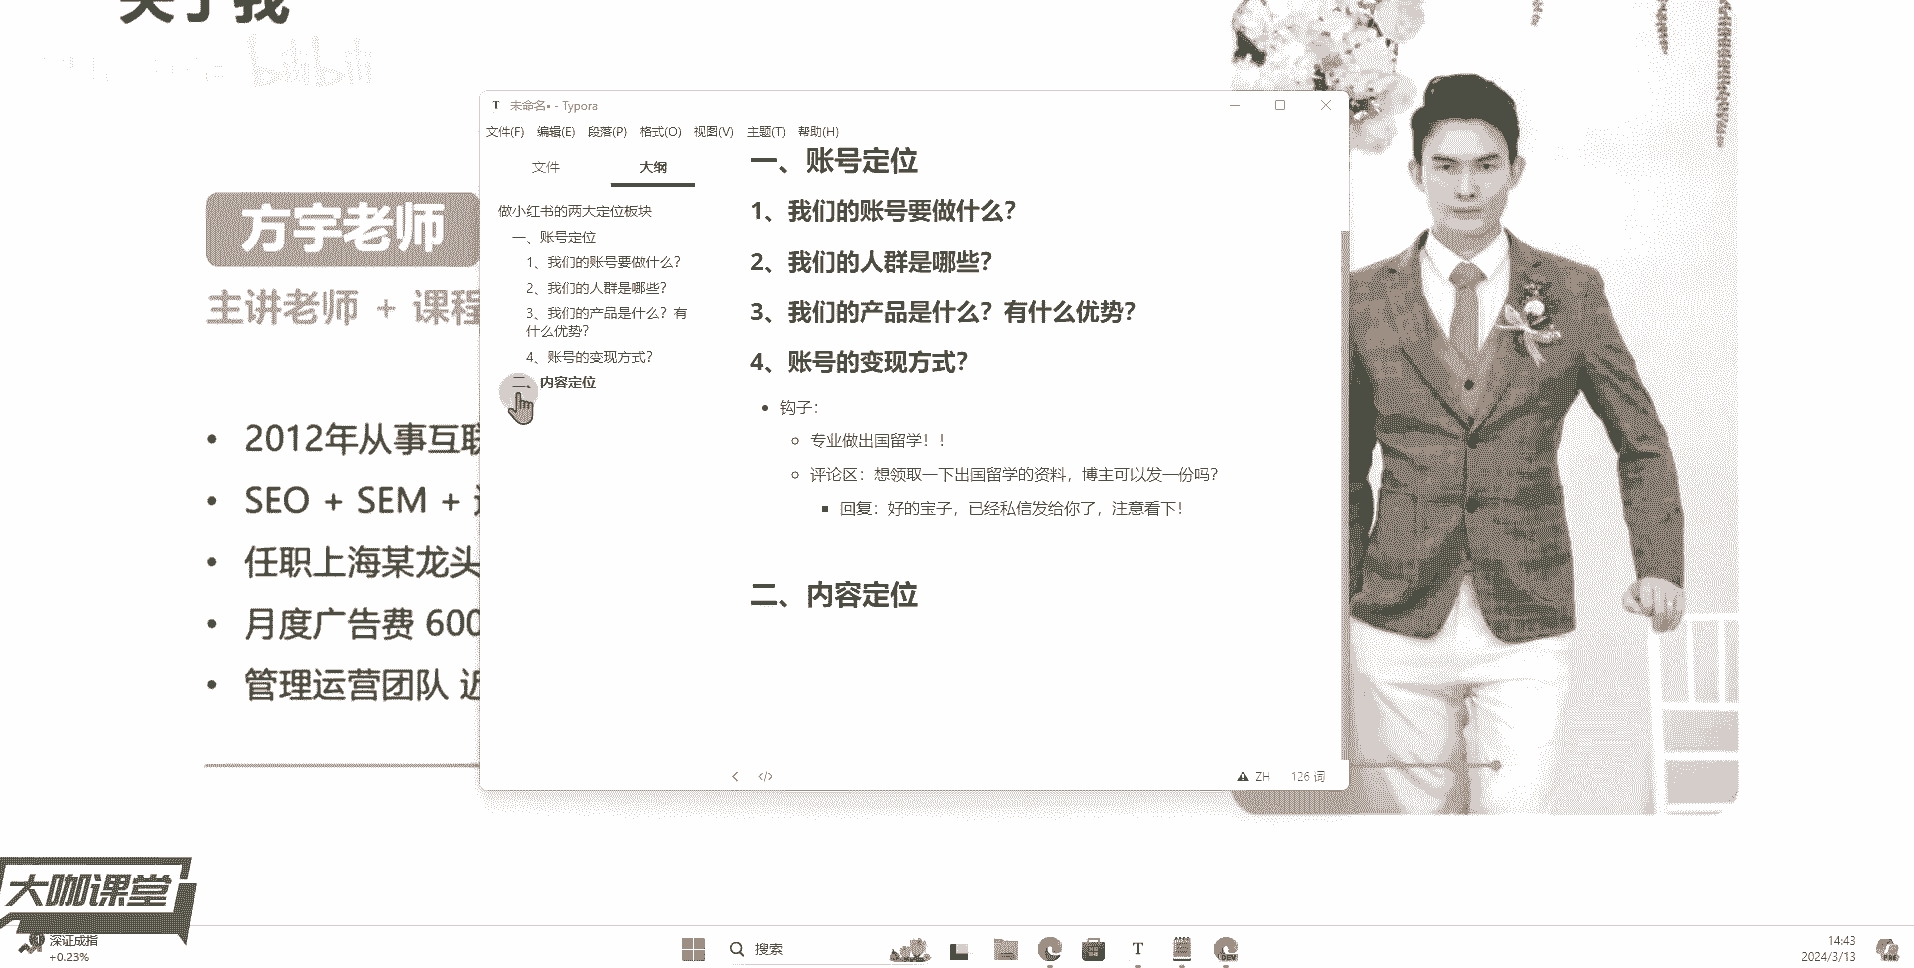 关于我
bilibili
方宇老师
主讲老师 + 课程
2012年从事互联
SEO + SEM +
任职上海某龙头
月度广告费 600
管理运营团队 近
未命名• - Typora
文件(F) 编辑(E) 段落(P) 格式(O) 视图(V) 主题(T) 帮助(H)
文件 大纲
做小红书的两大定位板块
一、账号定位
1、我们的账号要做什么？
2、我们的人群是哪些？
3、我们的产品是什么？有
什么优势？
4、账号的变现方式？
二、内容定位
一、账号定位
1、我们的账号要做什么？
2、我们的人群是哪些？
3、我们的产品是什么？有什么优势？
4、账号的变现方式？
钩子：
专业做出国留学！！
评论区：想领取一下出国留学的资料，博主可以发一份吗？
回复：好的宝子，已经私信发给你了，注意看下！
二、内容定位
ZH 126 词
大咖课堂
深证成指
+0.23%
搜索
14:43
2024/3/13